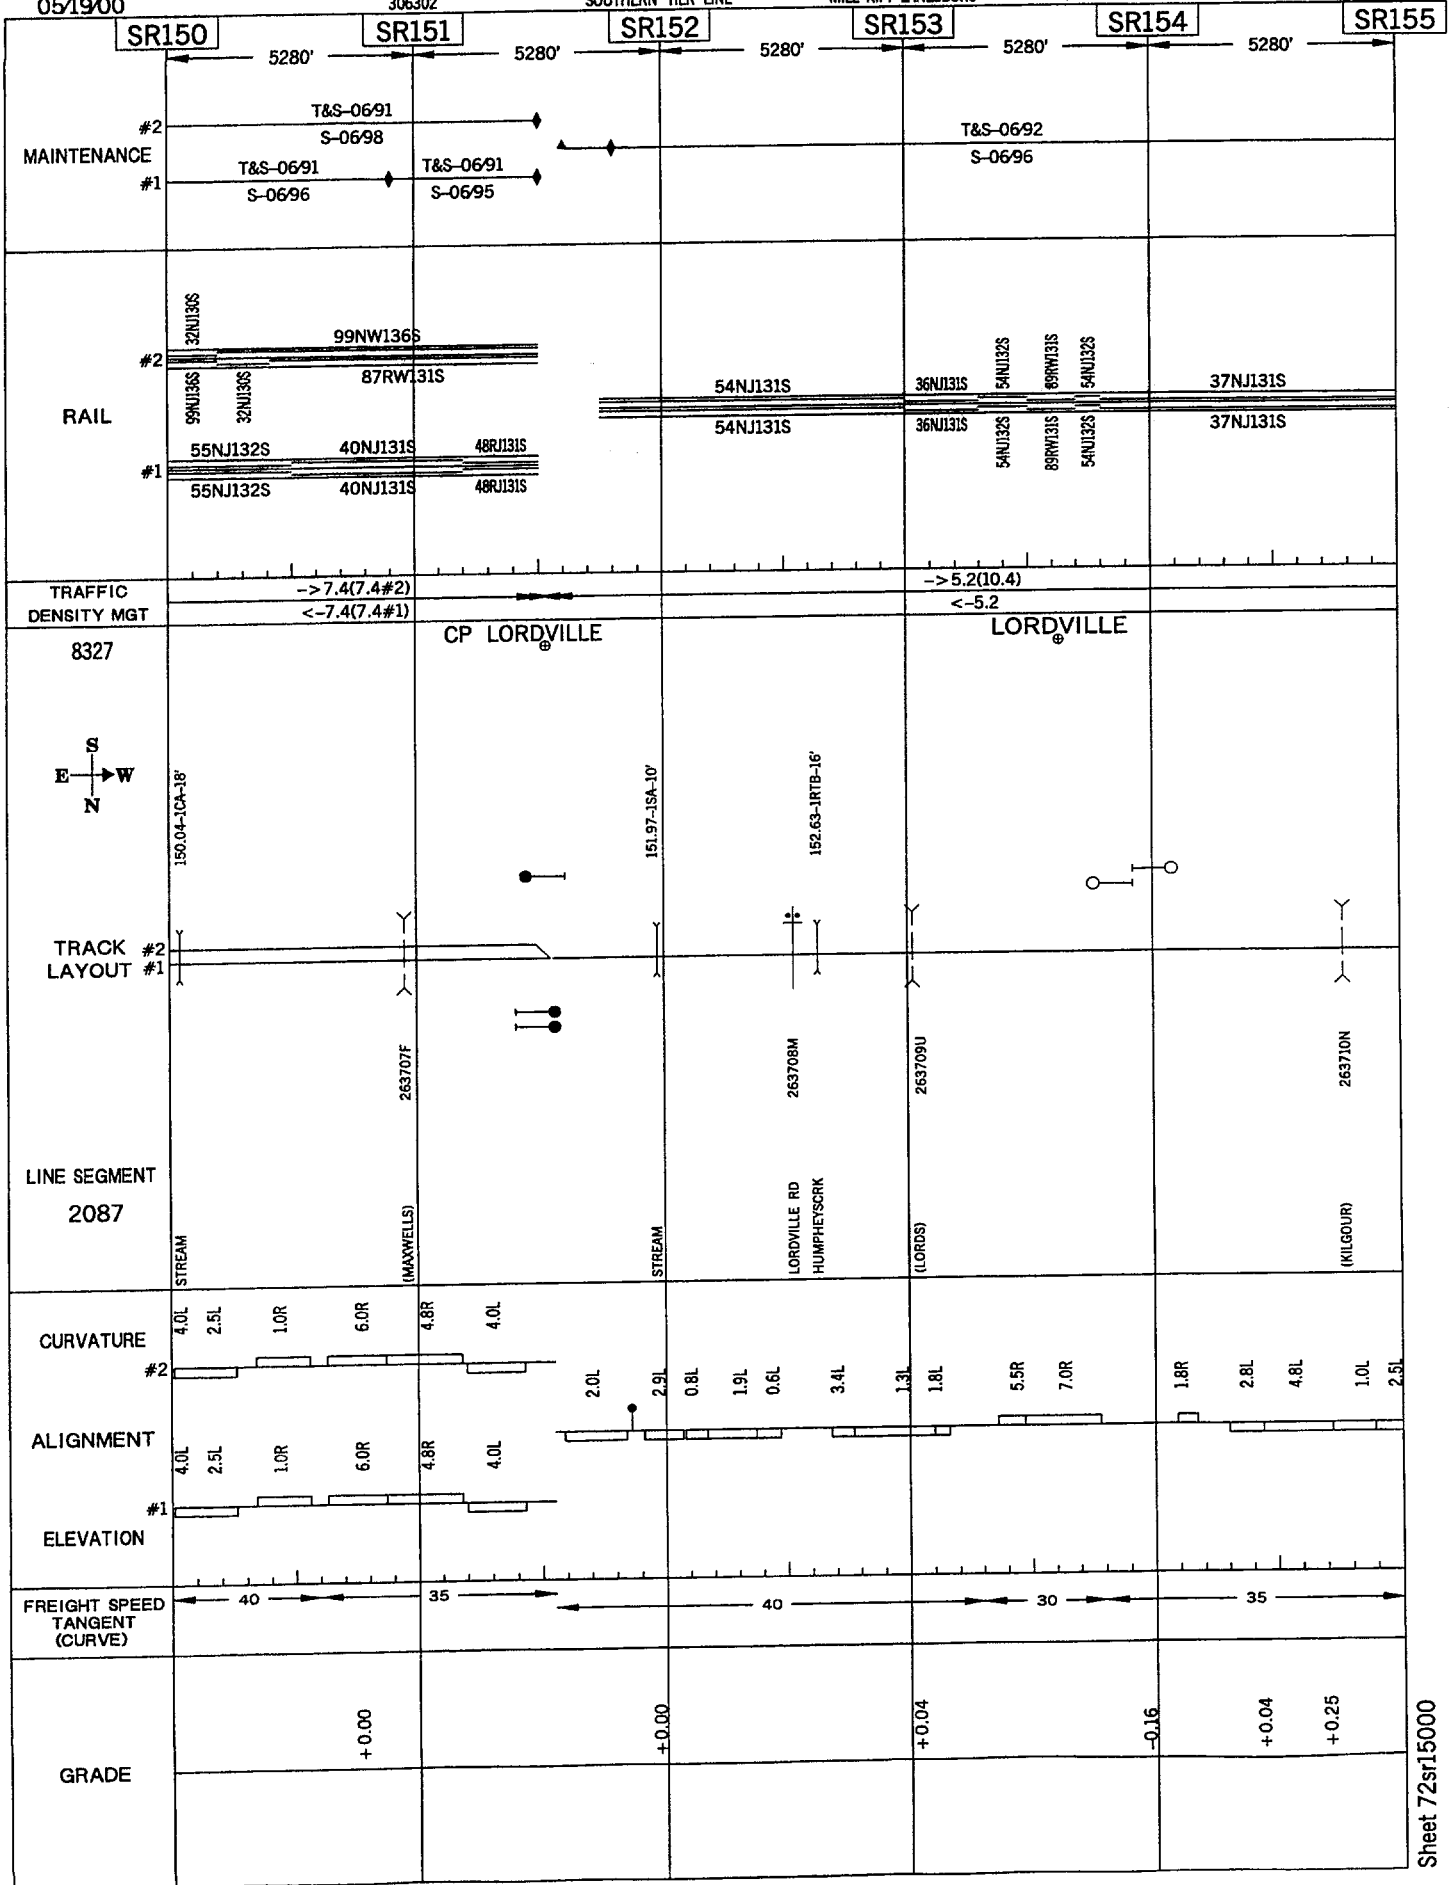 05/19/00 306302 SOUTHERN TIER LINE
SR150 SR151 SR152 SR153 SR154 SR155
5280' 5280' 5280' 5280' 5280'
MAINTENANCE
#2 T&S-06/91
S-06/98
T&S-06/92
S-06/96
#1 T&S-06/91 T&S-06/91
S-06/96 S-06/95
RAIL
32NJ130S
#2 99NW136S
99NJ136S 32NJ130S 87RW131S
54NJ131S 36NJ131S 54NJ132S 89RW131S 54NJ132S 37NJ131S
54NJ131S 36NJ131S 54NJ132S 89RW131S 54NJ132S 37NJ131S
#1 55NJ132S 40NJ131S 48RJ131S
55NJ132S 40NJ131S 48RJ131S
TRAFFIC ->7.4(7.4#2) ->5.2(10.4)
DENSITY MGT <-7.4(7.4#1) <-5.2
8327 CP LORDVILLE LORDVILLE
S
E W
N
150.04-1CA-18' 151.97-1SA-10' 152.63-1RTB-16'
TRACK #2
LAYOUT #1
263707F 263708M 263709U 263710N
LINE SEGMENT
2087
STREAM (MAXWELLS) STREAM LORDVILLE RD HUMPHEYSCRK (LORDS) (KILGOUR)
CURVATURE
#2 4.0L 2.5L 1.0R 6.0R 4.8R 4.0L
2.0L 2.9L 0.8L 1.9L 0.6L 3.4L 1.3L 1.8L 5.5R 7.0R 1.8R 2.8L 4.8L 1.0L 2.5L
ALIGNMENT
#1 4.0L 2.5L 1.0R 6.0R 4.8R 4.0L
ELEVATION
FREIGHT SPEED 40 35 40 30 35
TANGENT
(CURVE)
GRADE +0.00 +0.00 +0.04 -0.16 +0.04 +0.25
Sheet 72sr15000